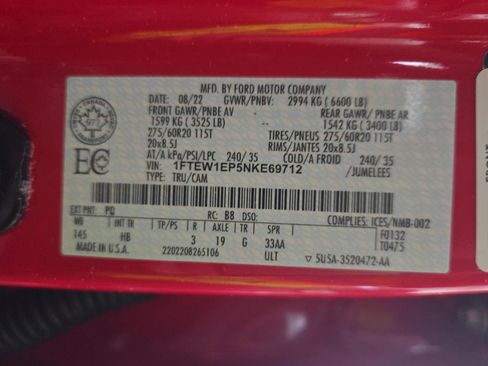 MFD. BY FORD MOTOR COMPANY
DATE: 08/22 GVWR/PNBV: 2994 KG (6600 LB)
FRONT GAWR/PNBE AV REAR GAWR/PNBE AR
1599 KG (3525 LB) 1542 KG (3400 LB)
275/60R20 115T TIRES/PNEUS 275/60R20 115T
20x8.5J RIMS/JANTES 20x8.5J
AT/A kPa/PSI/LPC 240/35 COLD/A FROID 240/35
VIN: 1FTEW1EP5NKE69712 /JUMELEES
TYPE: TRU/CAM
EC
EXT PNT: PQ RC: B8 DSO: COMPLIES: ICES/NMB-002
WB INT TR AXLE TR SPR F0132
145 HB 3 19 G 33AA T0475
MADE IN U.S.A. 2202208265106 ULT 5U5A-3520472-AA